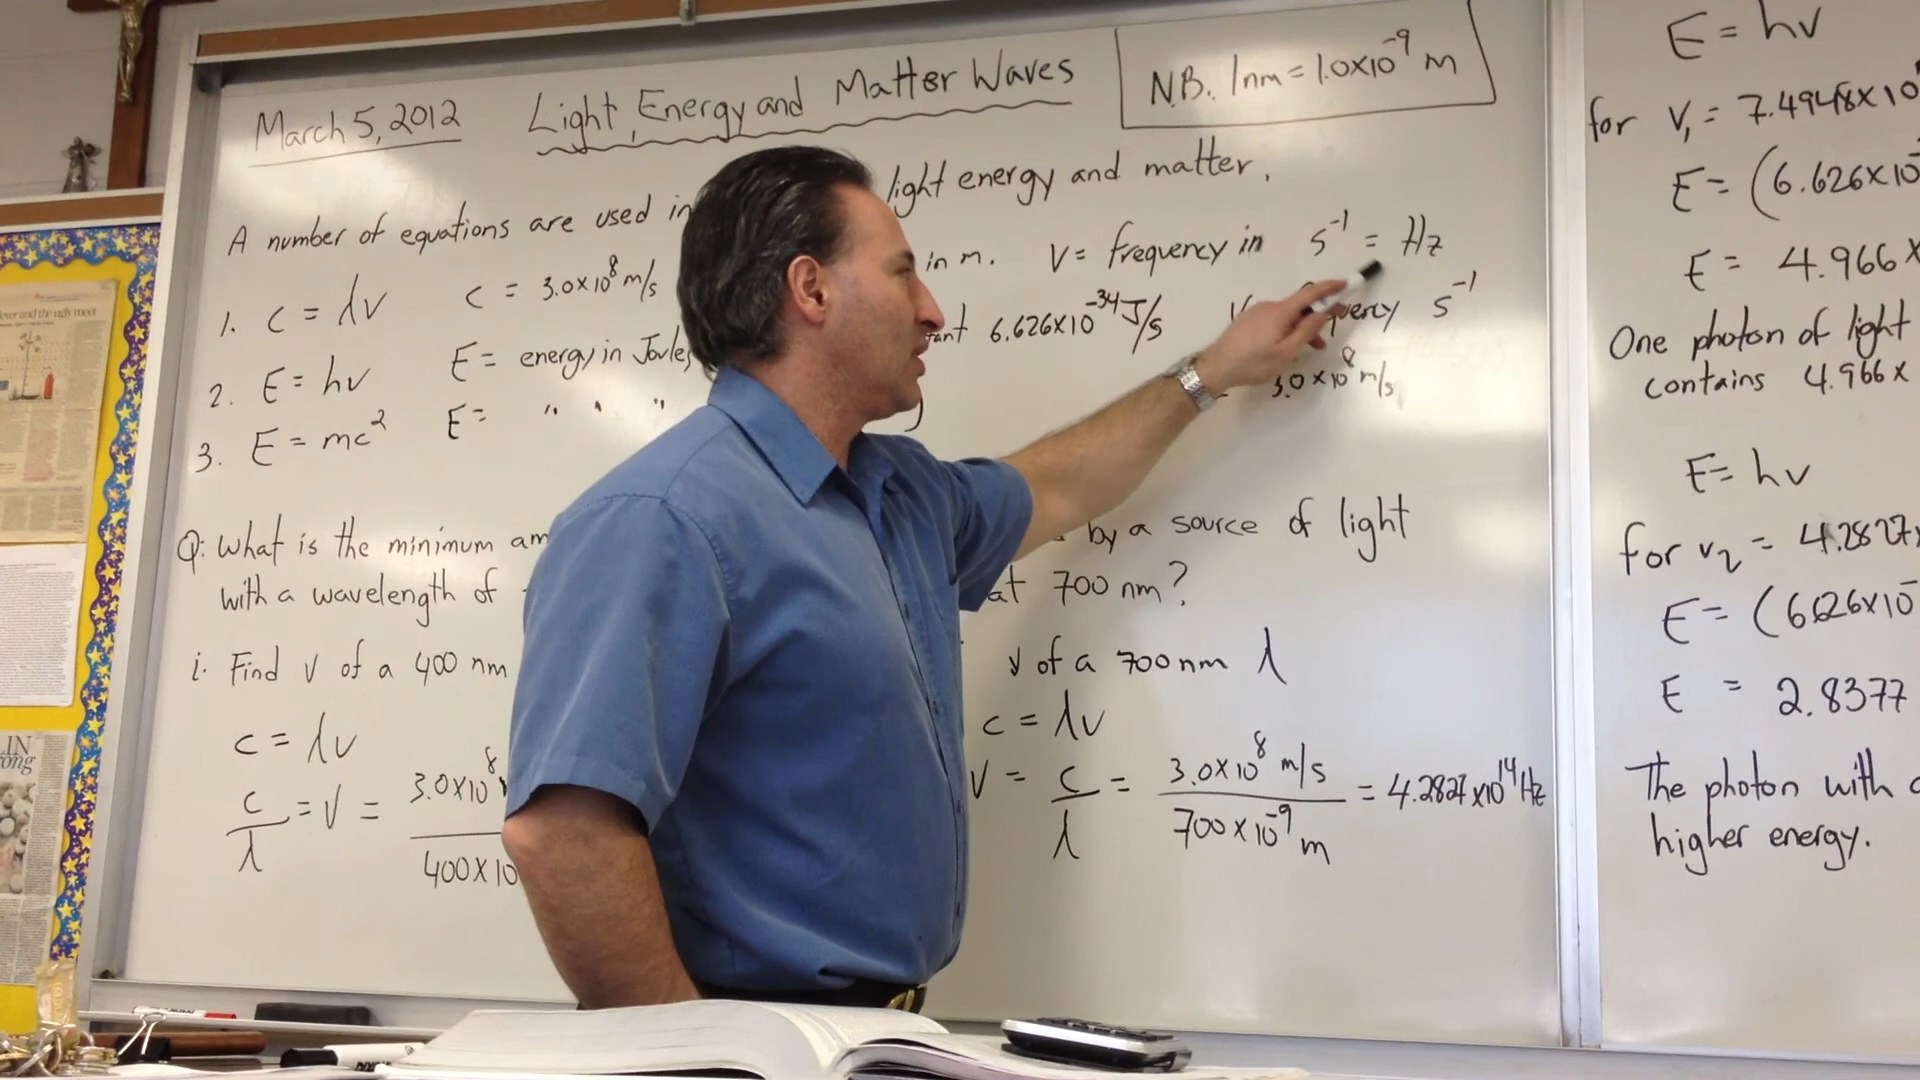 March 5, 2012 Light, Energy and Matter Waves
N.B. 1nm = 1.0x10⁻⁹ m
A number of equations are used in light energy and matter.
1. c = λν c = 3.0x10⁸ m/s in m. ν = frequency in s⁻¹ = Hz
2. E = hν E = energy in Joules 6.626x10⁻³⁴ J/s s⁻¹
3. E = mc² E = " " " 3.0x10⁸ m/s
Q: What is the minimum by a source of light
with a wavelength of at 700 nm?
i. Find ν of a 400 nm ν of a 700 nm λ
c = λν c = λν
c/λ = ν = 3.0x10⁸ / 400x10
ν = c/λ = 3.0x10⁸ m/s / 700x10⁻⁹ m = 4.2827x10¹⁴ Hz
E = hν
for ν₁ = 7.4948x10
E = (6.626x10
E = 4.966x
One photon of light
contains 4.966x
E = hν
for ν₂ = 4.2827x
E = (6.626x10⁻
E = 2.8377
The photon with
higher energy.